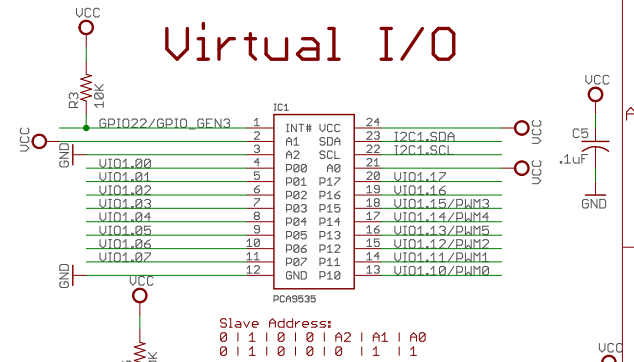 VCC
Virtual I/O
R3
10K
VCC
C5
.1uF
GND
IC1
GPIO22/GPIO_GEN3 1 INT# VCC 24 VCC
VCC 2 A1 SDA 23 I2C1.SDA
GND 3 A2 SCL 22 I2C1.SCL
VIO1.00 4 P00 A0 21 VCC
VIO1.01 5 P01 P17 20 VIO1.17
VIO1.02 6 P02 P16 19 VIO1.16
VIO1.03 7 P03 P15 18 VIO1.15/PWM3
VIO1.04 8 P04 P14 17 VIO1.14/PWM4
VIO1.05 9 P05 P13 16 VIO1.13/PWM5
VIO1.06 10 P06 P12 15 VIO1.12/PWM2
VIO1.07 11 P07 P11 14 VIO1.11/PWM1
GND 12 GND P10 13 VIO1.10/PWM0
VCC
PCA9535
Slave Address:
0 | 1 | 0 | 0 | A2 | A1 | A0
0 | 1 | 0 | 0 | 0 | 1 | 1
VCC